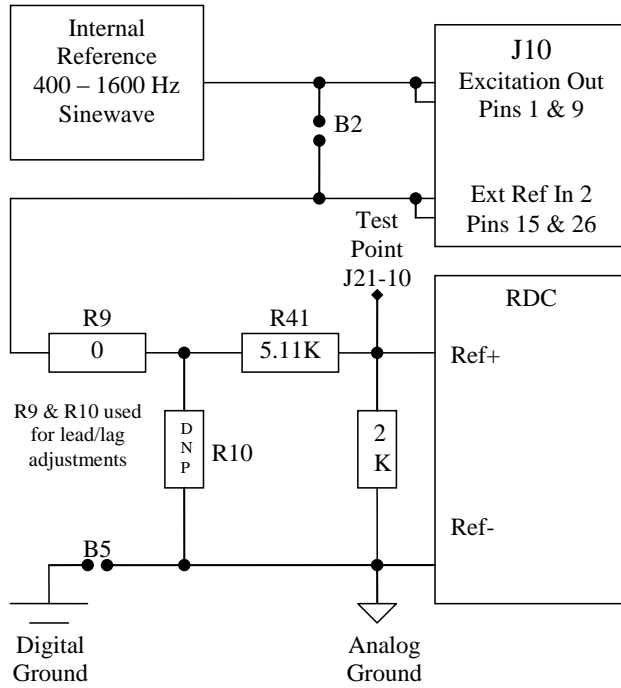 Internal
Reference
400 – 1600 Hz
Sinewave
J10
Excitation Out
Pins 1 & 9
B2
Ext Ref In 2
Pins 15 & 26
Test
Point
J21-10
RDC
R9
0
R41
5.11K
Ref+
R9 & R10 used
for lead/lag
adjustments
D
N
P
R10
2
K
Ref-
B5
Digital
Ground
Analog
Ground